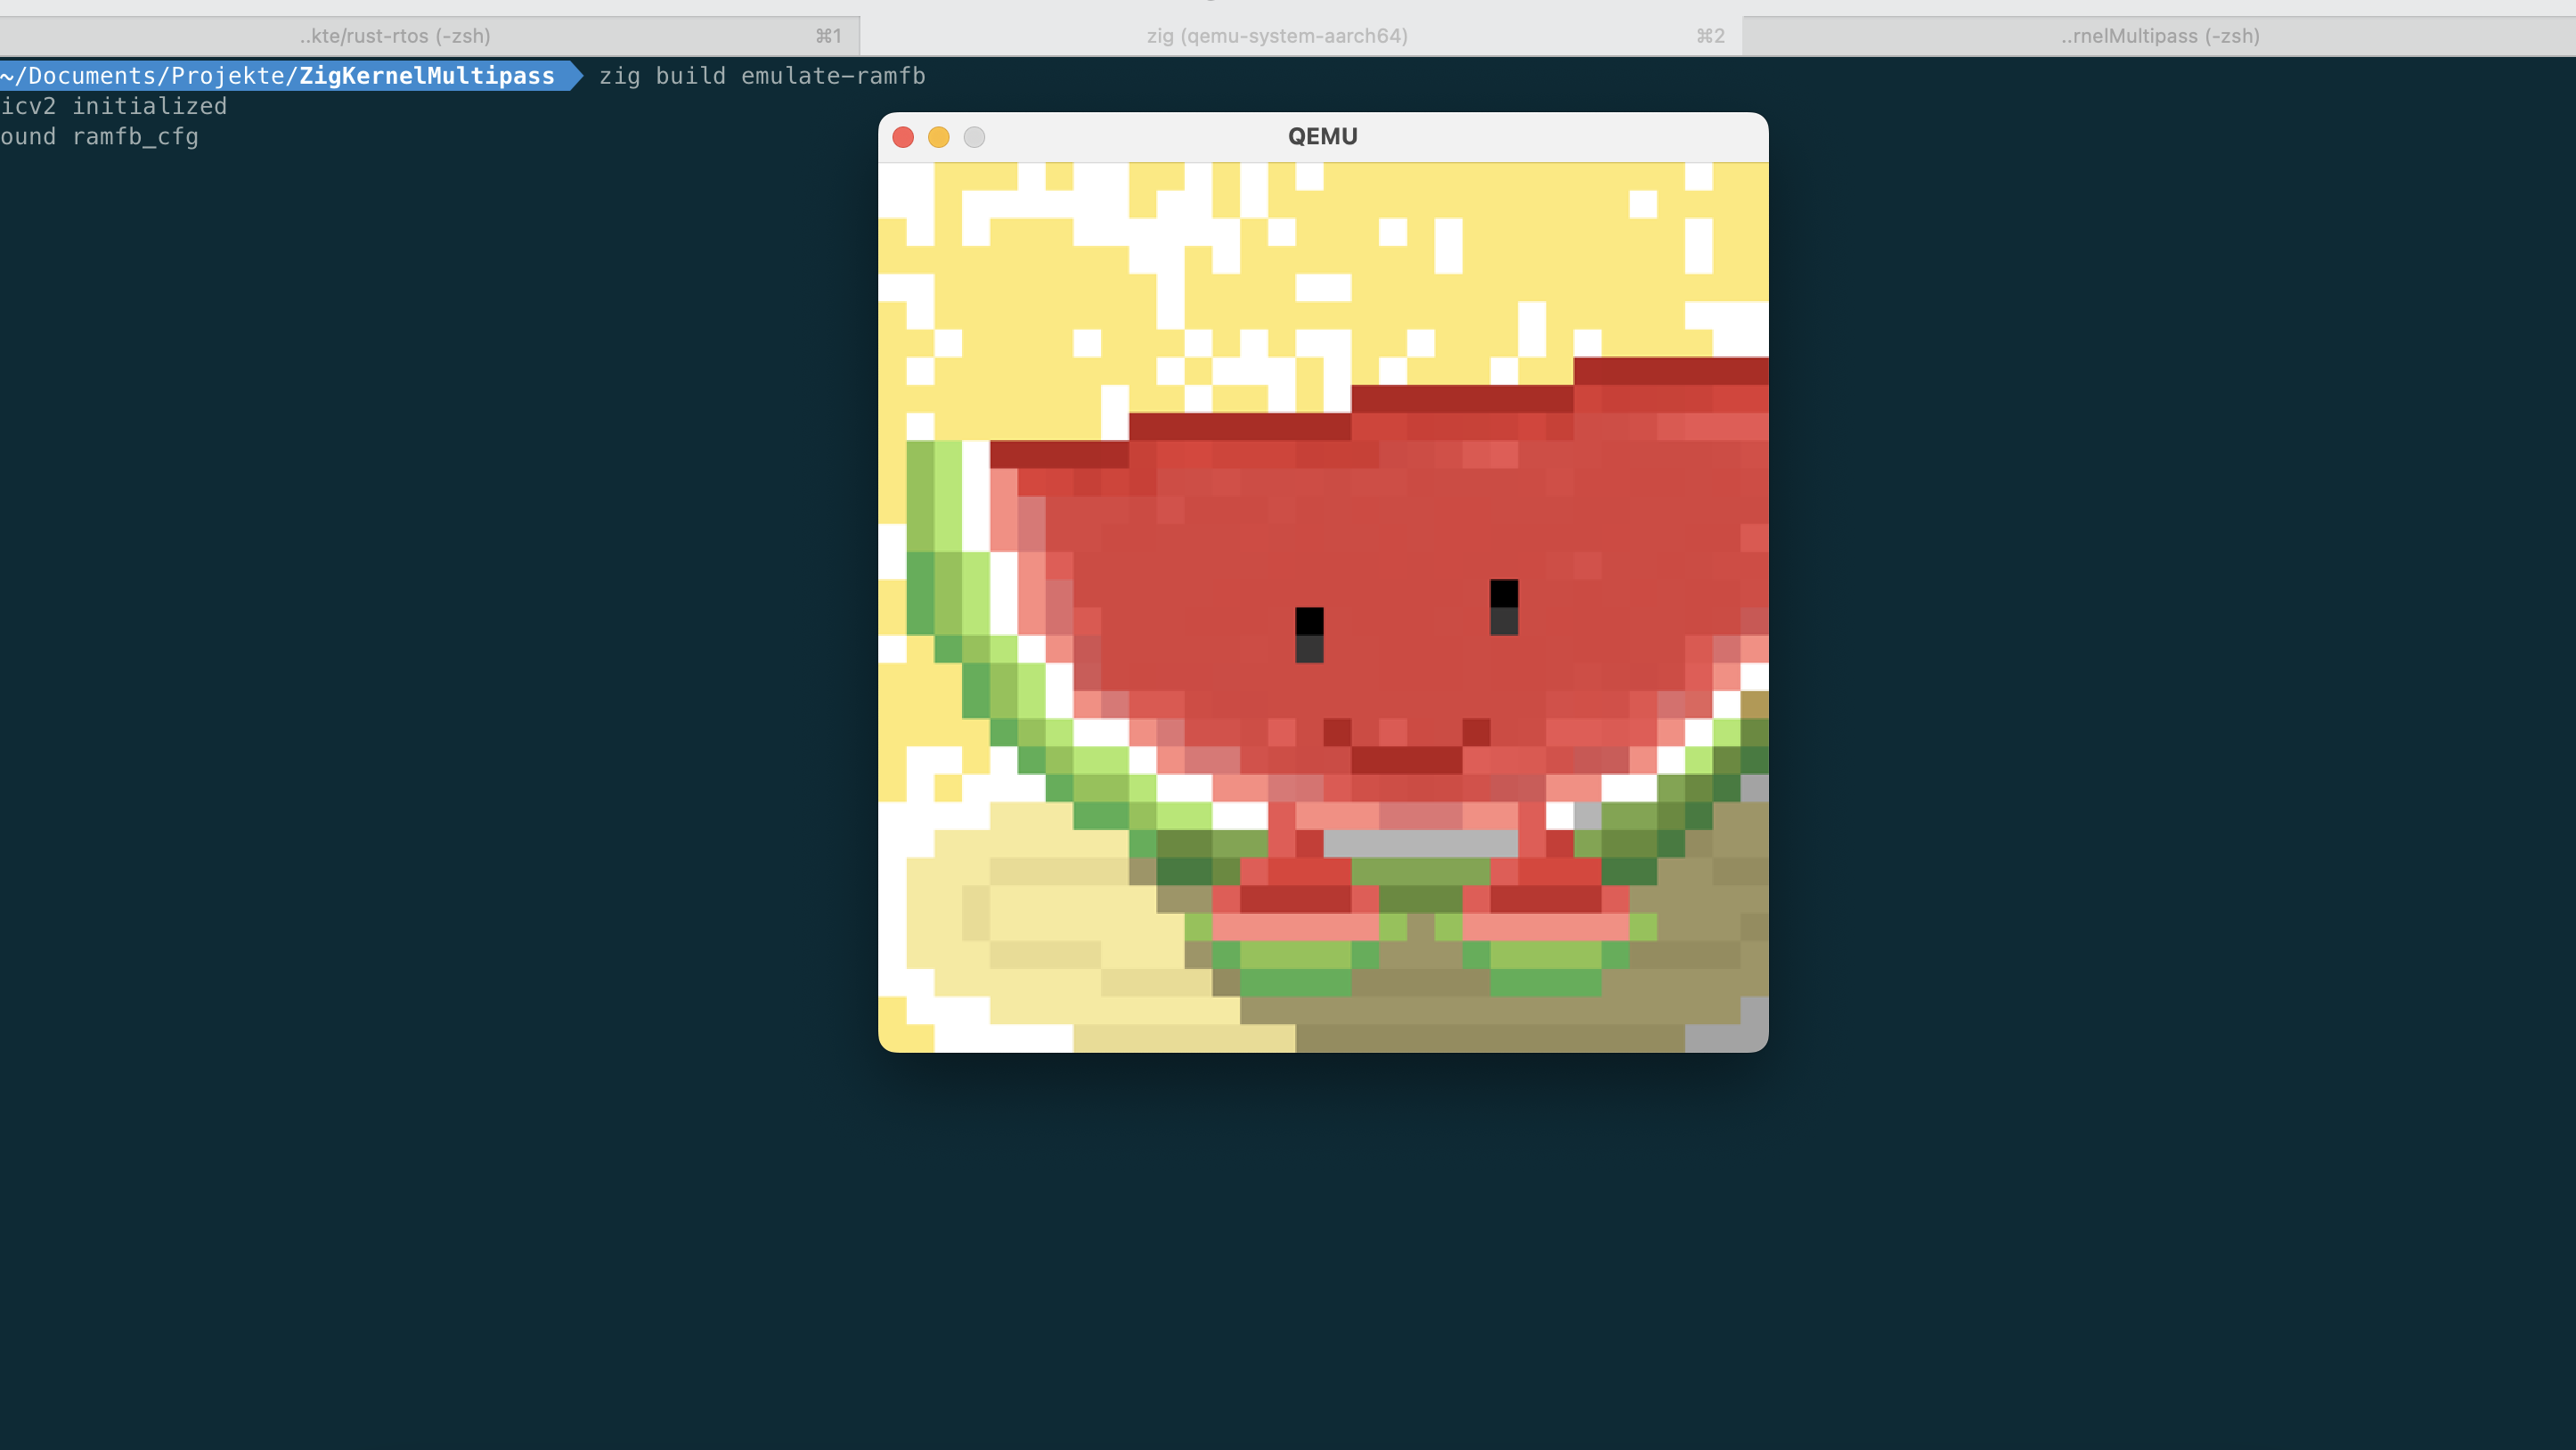 ..kte/rust-rtos (-zsh) ⌘1 zig (qemu-system-aarch64) ⌘2 ..rnelMultipass (-zsh)
~/Documents/Projekte/ZigKernelMultipass zig build emulate-ramfb
icv2 initialized
ound ramfb_cfg
QEMU